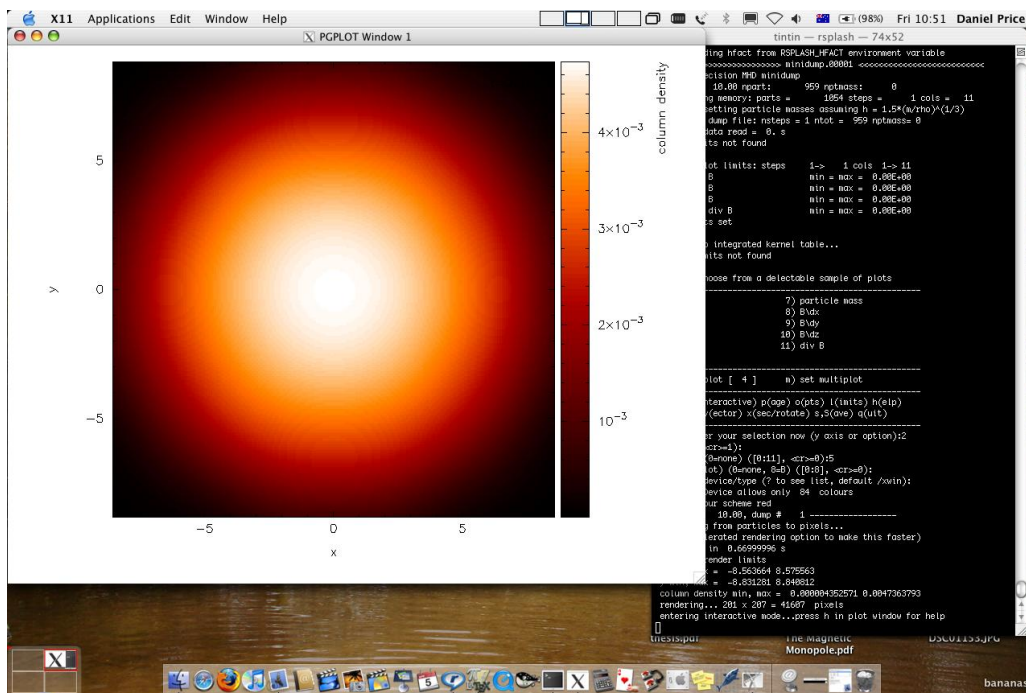 X11 Applications Edit Window Help (98%) Fri 10:51 Daniel Price
X PGPLOT Window 1
tintin — rsplash — 74x52
column density
4×10⁻³
3×10⁻³
2×10⁻³
10⁻³
5
0
−5
y
−5 0 5
x
ding hfact from RSPLASH_HFACT environment variable
>>>>>>>>>>>>>> minidump.00001 <<<<<<<<<<<<<<<<<<<<<<<<
ecision MHD minidump
10.00 npart: 959 nptmass: 0
ng memory: parts = 1054 steps = 1 cols = 11
setting particle masses assuming h = 1.5*(m/rho)^(1/3)
dump file: nsteps = 1 ntot = 959 nptmas= 0
data read = 0. s
its not found
lot limits: steps 1-> 1 cols 1-> 11
B min = max = 0.00E+00
B min = max = 0.00E+00
B min = max = 0.00E+00
div B min = max = 0.00E+00
ts set
p integrated kernel table...
its not found
hoose from a delectable sample of plots
7) particle mass
8) B\dx
9) B\dy
10) B\dz
11) div B
lot [ 4 ] m) set multiplot
nteractive) p(age) o(pts) l(imits) h(elp)
v(ector) x(sec/rotate) s,S(ave) q(uit)
er your selection now (y axis or option):2
<cr>=1):
(0=none) ([0:11], <cr>=0):5
lot) (0=none, 8=B) ([0:8], <cr>=0):
device/type (? to see list, default /xwin):
Device allows only 84 colours
our scheme red
10.00, dump # 1 ------------------
g from particles to pixels...
lerated rendering option to make this faster)
in 0.66999996 s
render limits
x = -8.563664 8.575563
x = -8.831281 8.840812
column density min, max = 0.000004352571 0.0047363793
rendering... 201 x 207 = 41607 pixels
entering interactive mode...press h in plot window for help
thesis.pdf
The Magnetic
Monopole.pdf
DSC01153.JPG
X
5
X
bananas